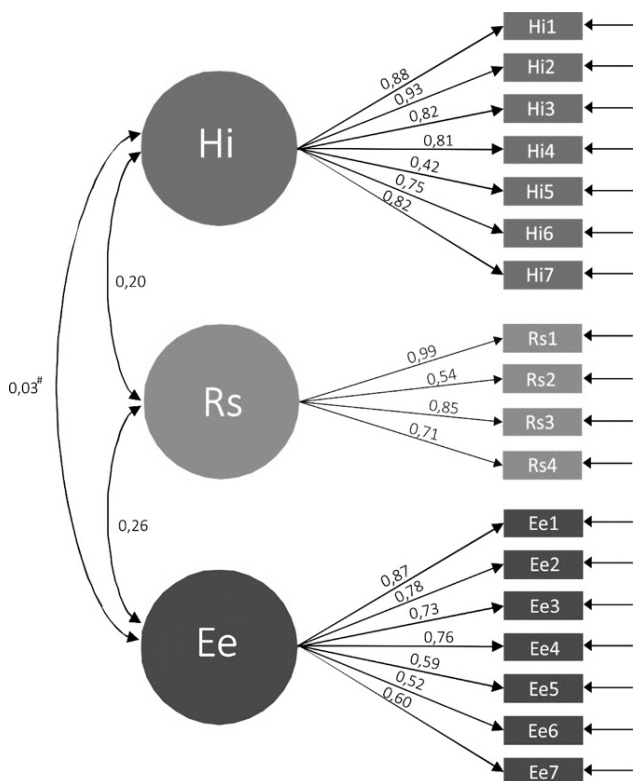 Hi
Rs
Ee
0,03#
0,20
0,26
0,88
0,93
0,82
0,81
0,42
0,75
0,82
Hi1
Hi2
Hi3
Hi4
Hi5
Hi6
Hi7
0,99
0,54
0,85
0,71
Rs1
Rs2
Rs3
Rs4
0,87
0,78
0,73
0,76
0,59
0,52
0,60
Ee1
Ee2
Ee3
Ee4
Ee5
Ee6
Ee7